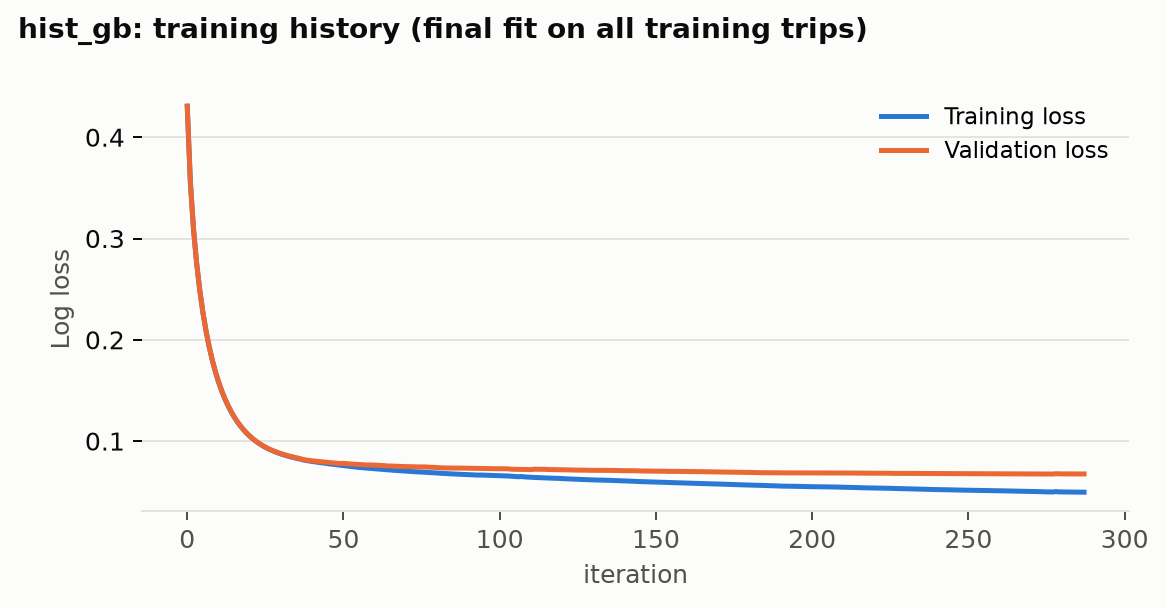 hist_gb: training history (final fit on all training trips)
Training loss
Validation loss
0.4
0.3
0.2
0.1
Log loss
0 50 100 150 200 250 300
iteration